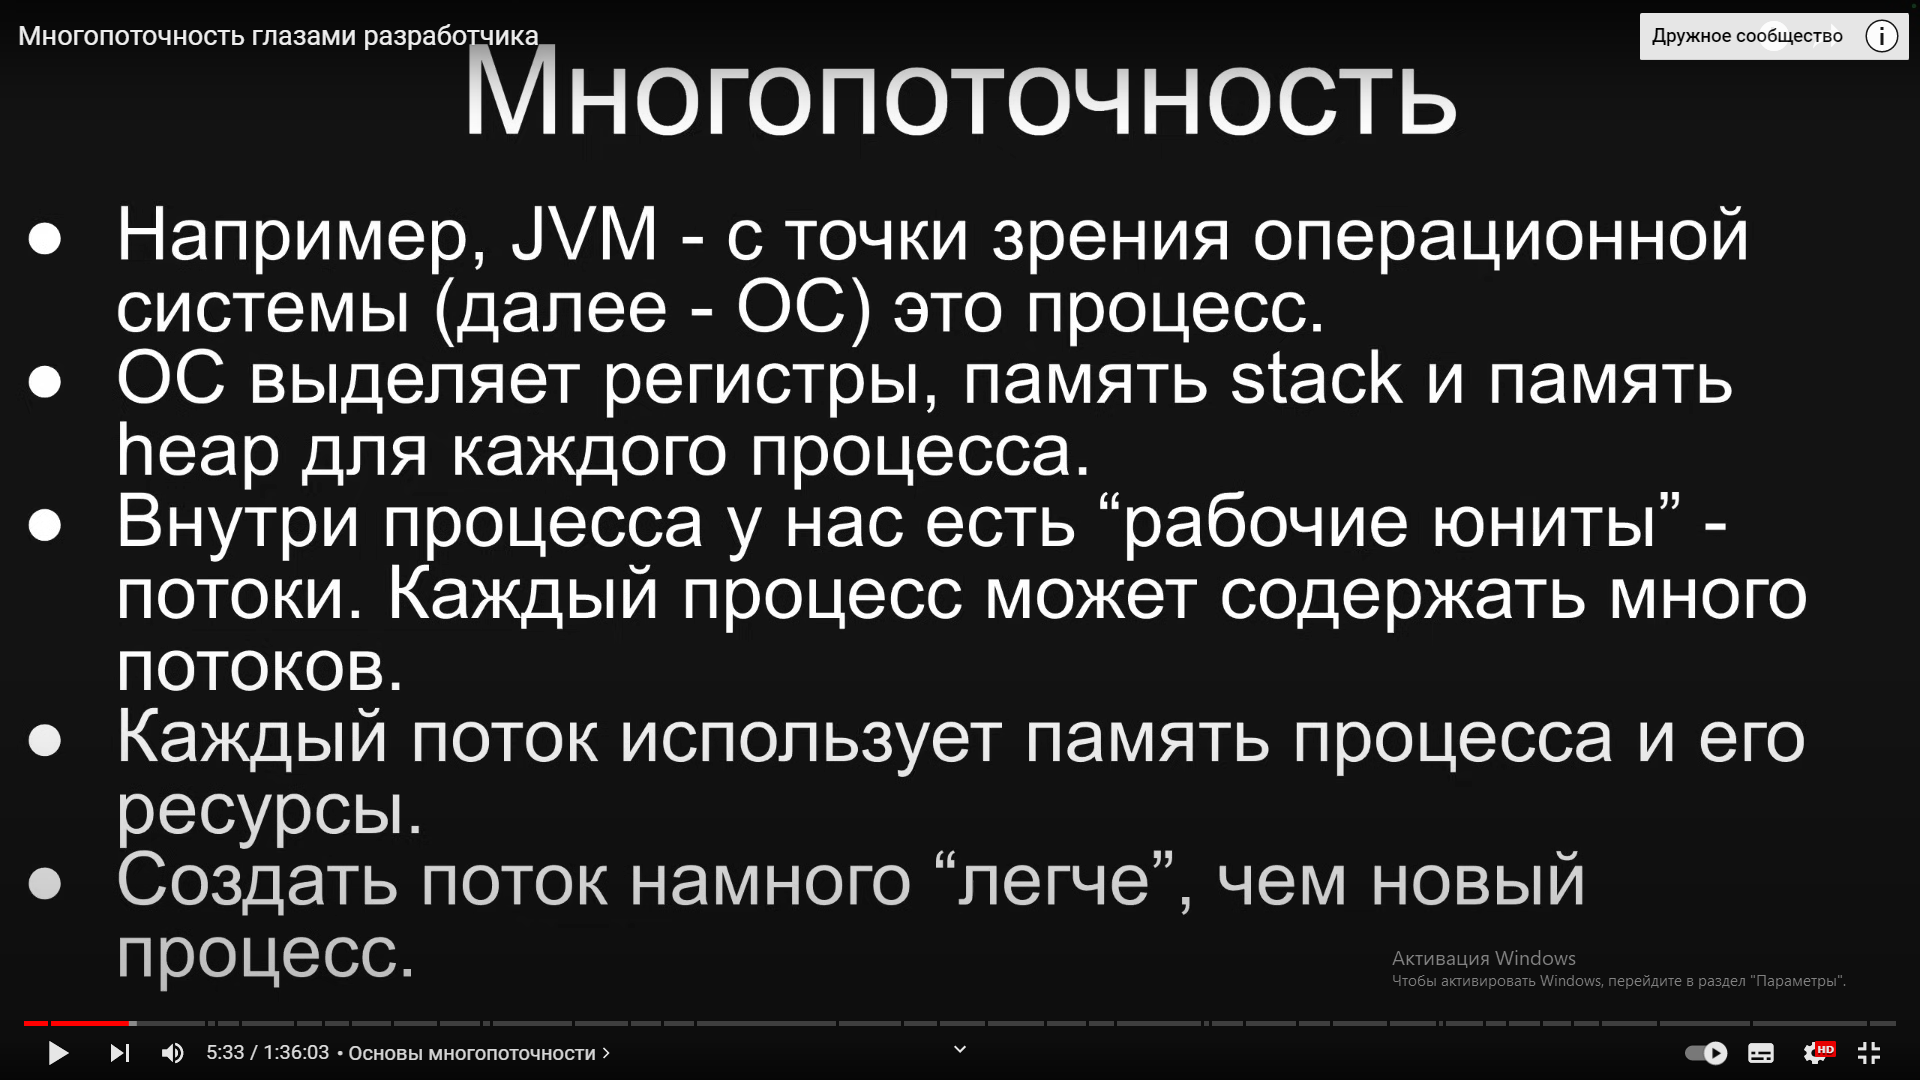 Многопоточность глазами разработчика
Дружное сообщество
Многопоточность
● Например, JVM - с точки зрения операционной
системы (далее - ОС) это процесс.
● ОС выделяет регистры, память stack и память
heap для каждого процесса.
● Внутри процесса у нас есть “рабочие юниты” -
потоки. Каждый процесс может содержать много
потоков.
● Каждый поток использует память процесса и его
ресурсы.
● Создать поток намного “легче”, чем новый
процесс.
Активация Windows
Чтобы активировать Windows, перейдите в раздел "Параметры".
5:33 / 1:36:03 • Основы многопоточности
HD